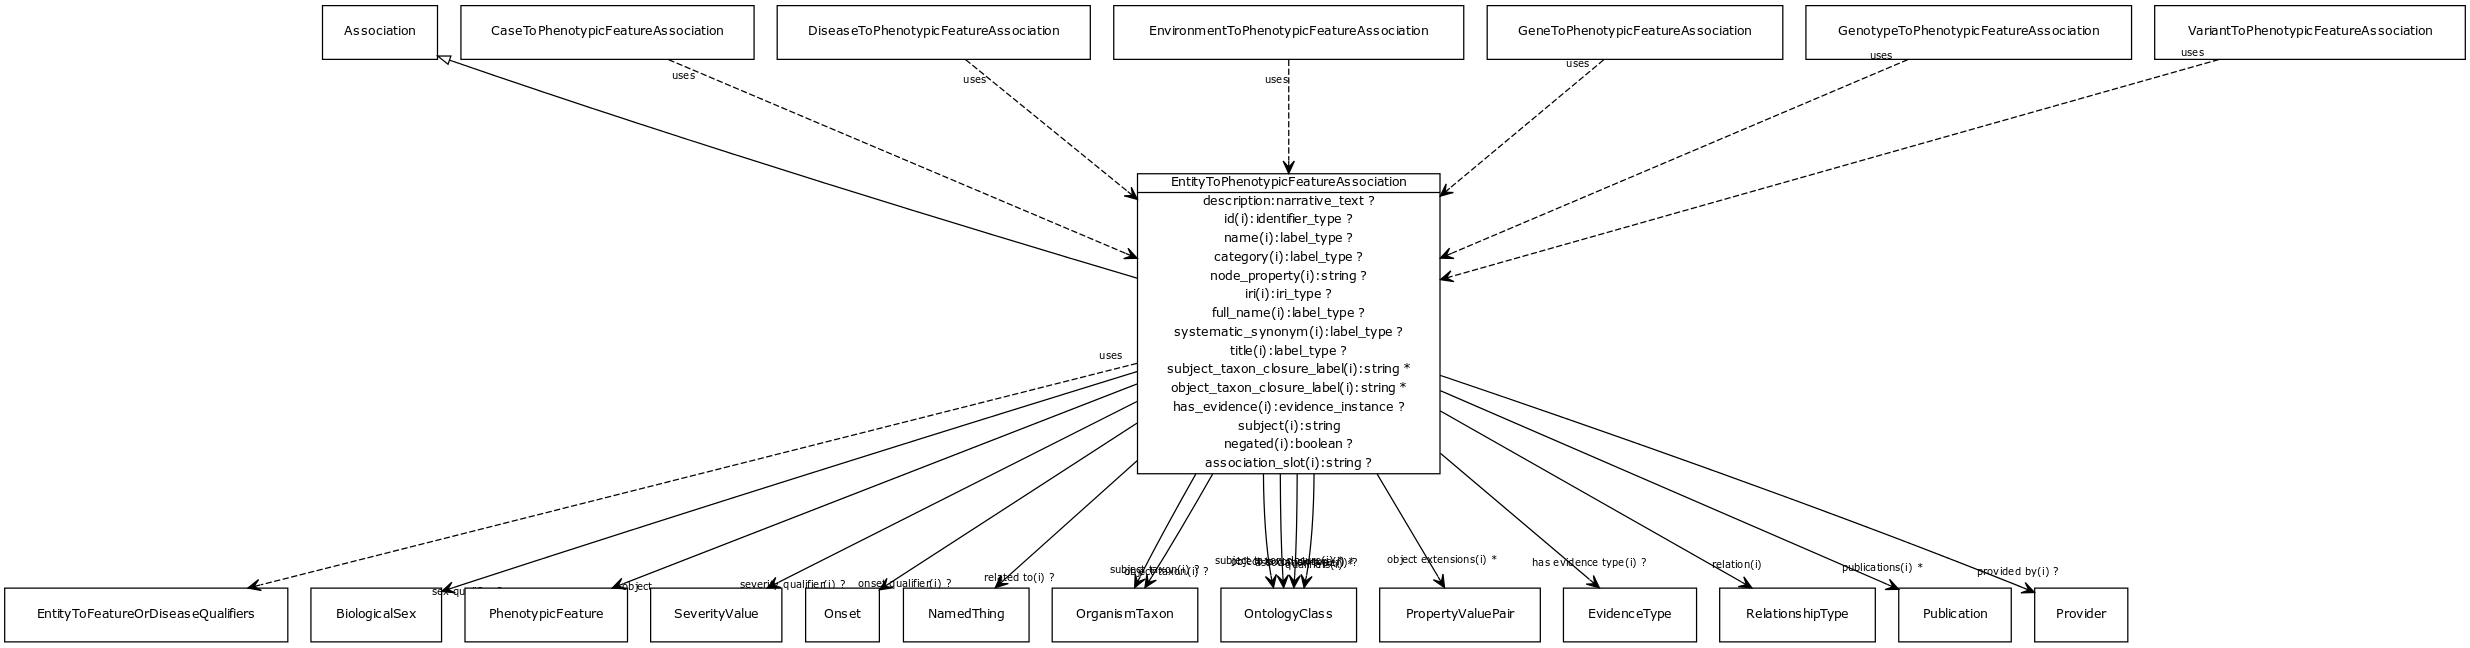 Association
CaseToPhenotypicFeatureAssociation
DiseaseToPhenotypicFeatureAssociation
EnvironmentToPhenotypicFeatureAssociation
GeneToPhenotypicFeatureAssociation
GenotypeToPhenotypicFeatureAssociation
VariantToPhenotypicFeatureAssociation
uses
uses
uses
uses
uses
uses
EntityToPhenotypicFeatureAssociation
description:narrative_text ?
id(i):identifier_type ?
name(i):label_type ?
category(i):label_type ?
node_property(i):string ?
iri(i):iri_type ?
full_name(i):label_type ?
systematic_synonym(i):label_type ?
title(i):label_type ?
subject_taxon_closure_label(i):string *
object_taxon_closure_label(i):string *
has_evidence(i):evidence_instance ?
subject(i):string
negated(i):boolean ?
association_slot(i):string ?
uses
object
severity qualifier(i) ?
onset qualifier(i) ?
related to(i) ?
subject taxon(i) ?
object taxon(i) ?
object extensions(i) *
has evidence type(i) ?
relation(i)
publications(i) *
provided by(i) ?
EntityToFeatureOrDiseaseQualifiers
BiologicalSex
PhenotypicFeature
SeverityValue
Onset
NamedThing
OrganismTaxon
OntologyClass
PropertyValuePair
EvidenceType
RelationshipType
Publication
Provider